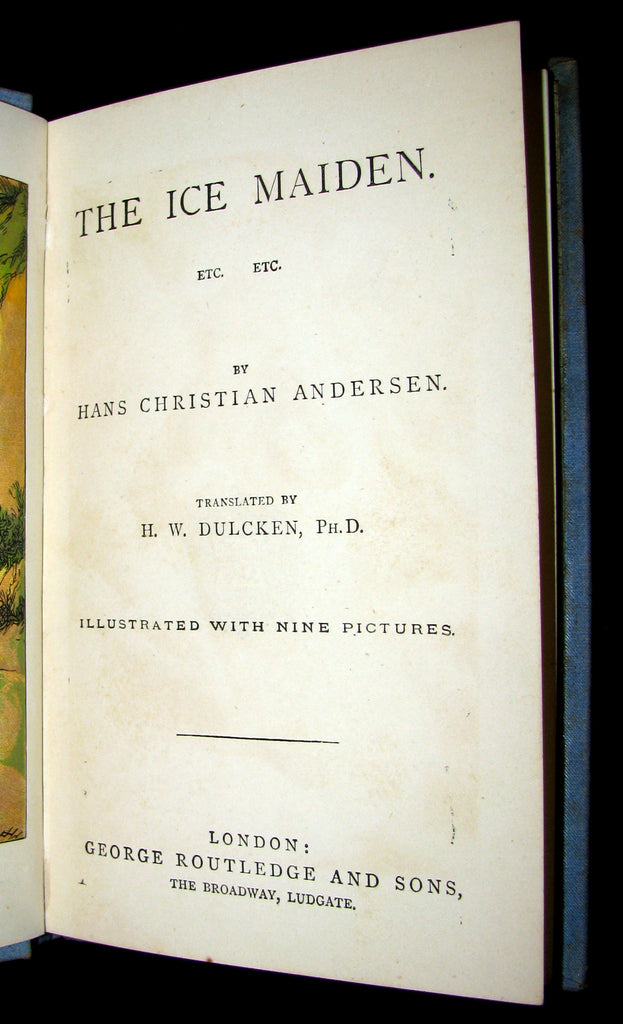 THE ICE MAIDEN.
ETC. ETC.
BY
HANS CHRISTIAN ANDERSEN.
TRANSLATED BY
H. W. DULCKEN, PH.D.
ILLUSTRATED WITH NINE PICTURES.
LONDON:
GEORGE ROUTLEDGE AND SONS,
THE BROADWAY, LUDGATE.